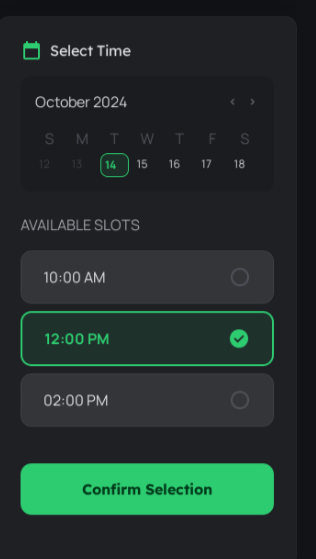 Select Time
October 2024
S M T W T F S
12 13 14 15 16 17 18
AVAILABLE SLOTS
10:00 AM
12:00 PM
02:00 PM
Confirm Selection